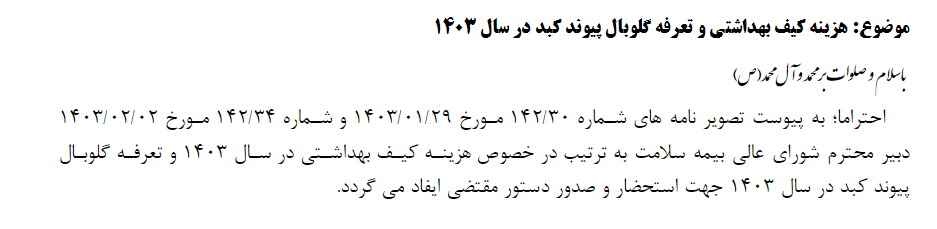 موضوع: هزینه کیف بهداشتی و تعرفه گلوبال پیوند کبد در سال ۱۴۰۳
باسلام و صلوات بر محمد و آل محمد(ص)
احتراما؛ به پیوست تصویر نامه های شماره ۱۴۲/۳۰ مورخ ۱۴۰۳/۰۱/۲۹ و شماره ۱۴۲/۳۴ مورخ ۱۴۰۳/۰۲/۰۲
دبیر محترم شورای عالی بیمه سلامت به ترتیب در خصوص هزینه کیف بهداشتی در سال ۱۴۰۳ و تعرفه گلوبال
پیوند کبد در سال ۱۴۰۳ جهت استحضار و صدور دستور مقتضی ایفاد می گردد.